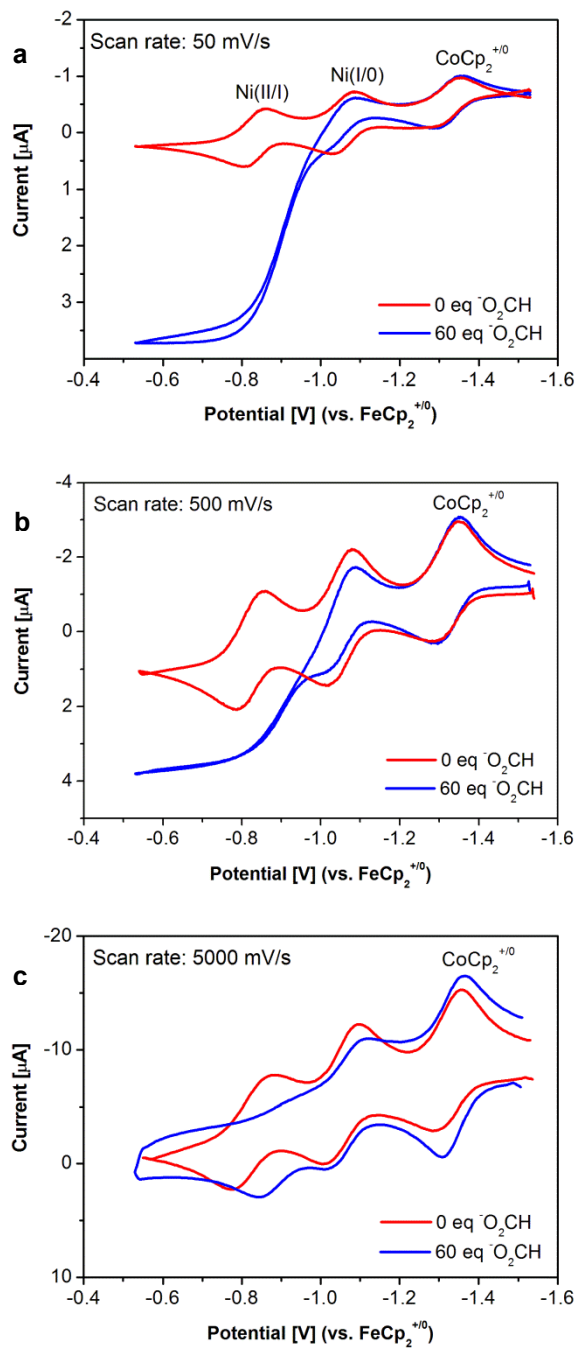 a
Scan rate: 50 mV/s
CoCp₂⁺/⁰
Ni(II/I)
Ni(I/0)
-2
-1
0
1
2
3
Current [µA]
0 eq ⁻O₂CH
60 eq ⁻O₂CH
-0.4 -0.6 -0.8 -1.0 -1.2 -1.4 -1.6
Potential [V] (vs. FeCp₂⁺/⁰)
b
Scan rate: 500 mV/s
CoCp₂⁺/⁰
-4
-2
0
2
4
Current [µA]
0 eq ⁻O₂CH
60 eq ⁻O₂CH
-0.4 -0.6 -0.8 -1.0 -1.2 -1.4 -1.6
Potential [V] (vs. FeCp₂⁺/⁰)
c
Scan rate: 5000 mV/s
CoCp₂⁺/⁰
-20
-10
0
10
Current [µA]
0 eq ⁻O₂CH
60 eq ⁻O₂CH
-0.4 -0.6 -0.8 -1.0 -1.2 -1.4 -1.6
Potential [V] (vs. FeCp₂⁺/⁰)